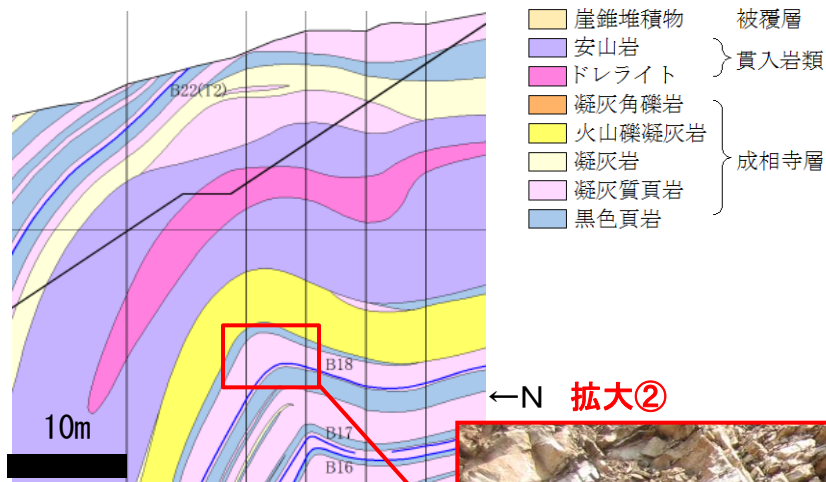 崖錐堆積物 被覆層
安山岩
ドレライト
貫入岩類
凝灰角礫岩
火山礫凝灰岩
凝灰岩
凝灰質頁岩
黒色頁岩
成相寺層
B22(T2)
B18
←N 拡大②
10m
B17
B16